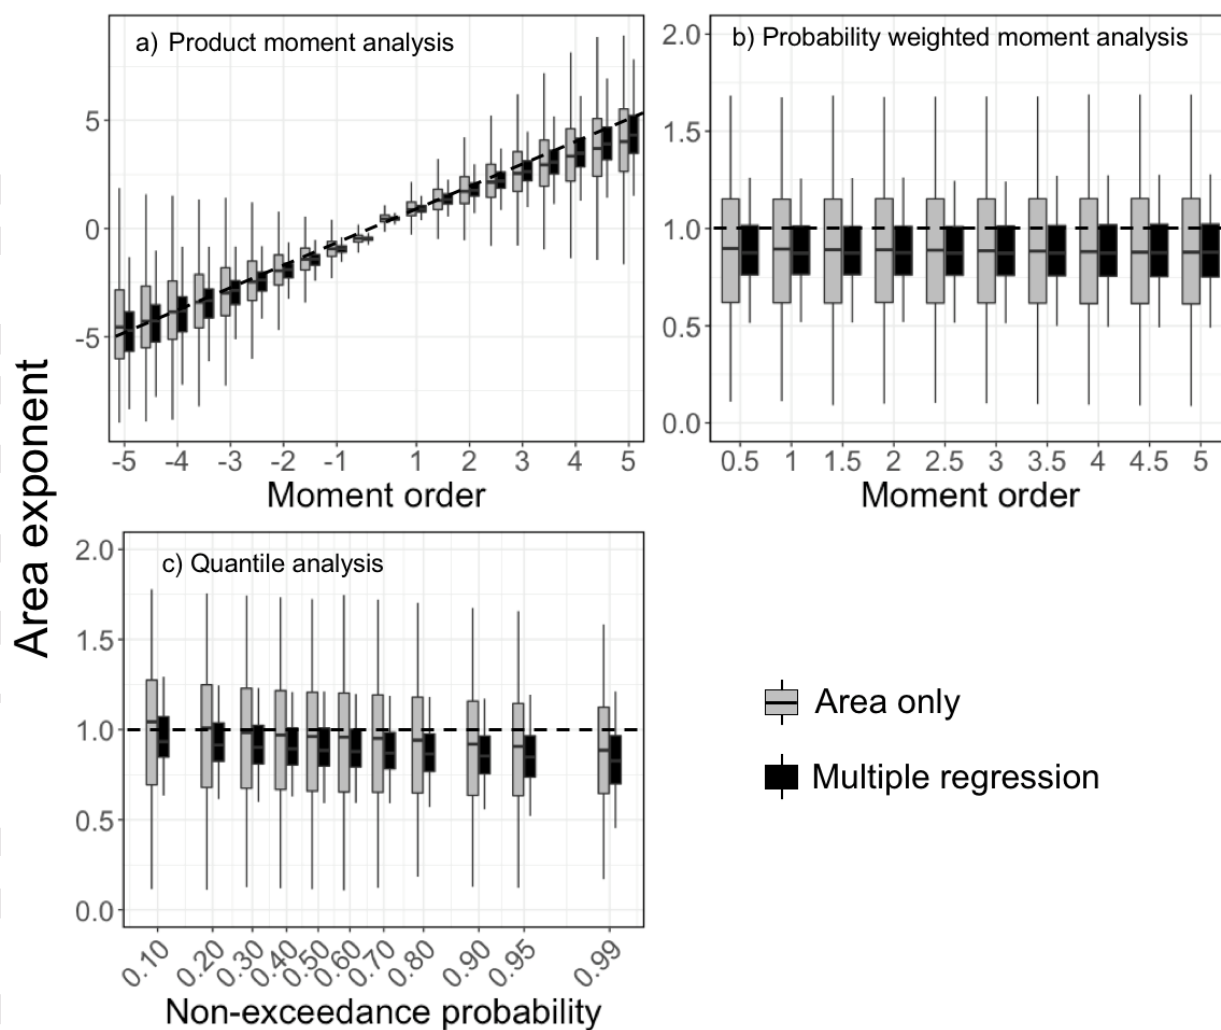 a) Product moment analysis
5
0
-5
-5 -4 -3 -2 -1 1 2 3 4 5
Moment order
b) Probability weighted moment analysis
2.0
1.5
1.0
0.5
0.0
0.5 1 1.5 2 2.5 3 3.5 4 4.5 5
Moment order
Area exponent
c) Quantile analysis
2.0
1.5
1.0
0.5
0.0
0.10 0.20 0.30 0.40 0.50 0.60 0.70 0.80 0.90 0.95 0.99
Non-exceedance probability
Area only
Multiple regression